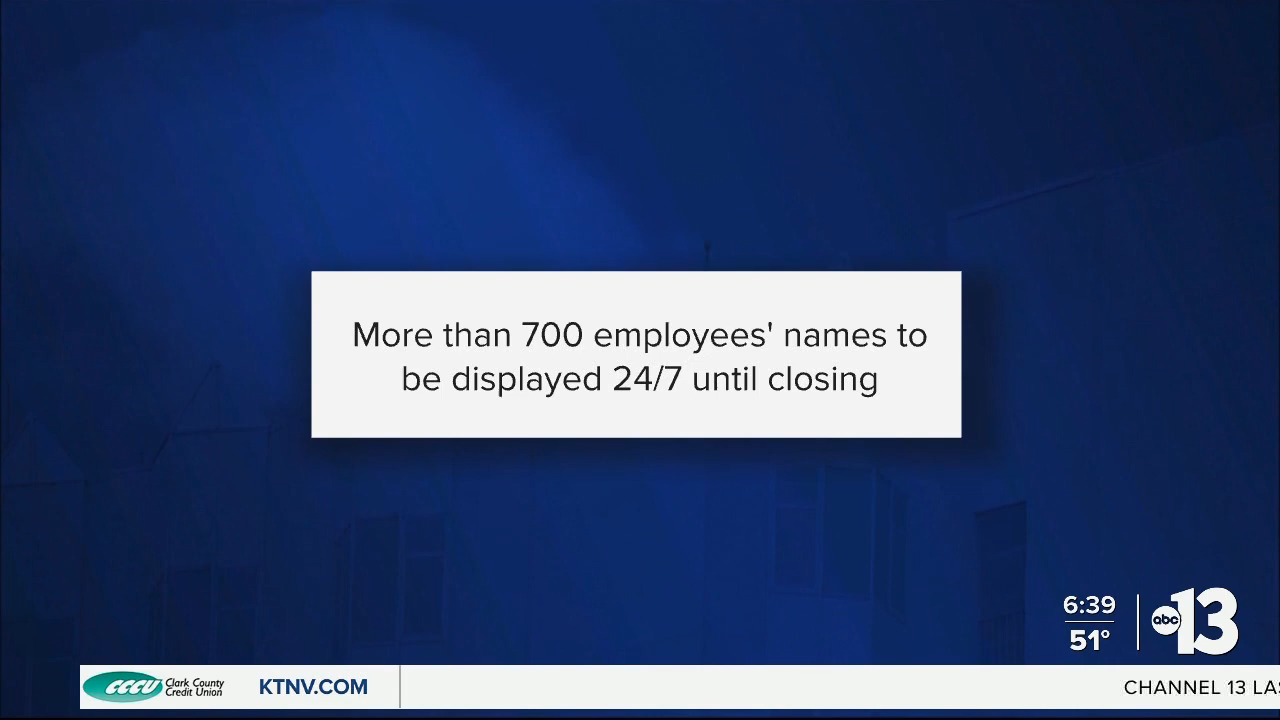 More than 700 employees' names to
be displayed 24/7 until closing
6:39
51°
abc 13
CCCU Clark County
Credit Union
KTNV.COM
CHANNEL 13